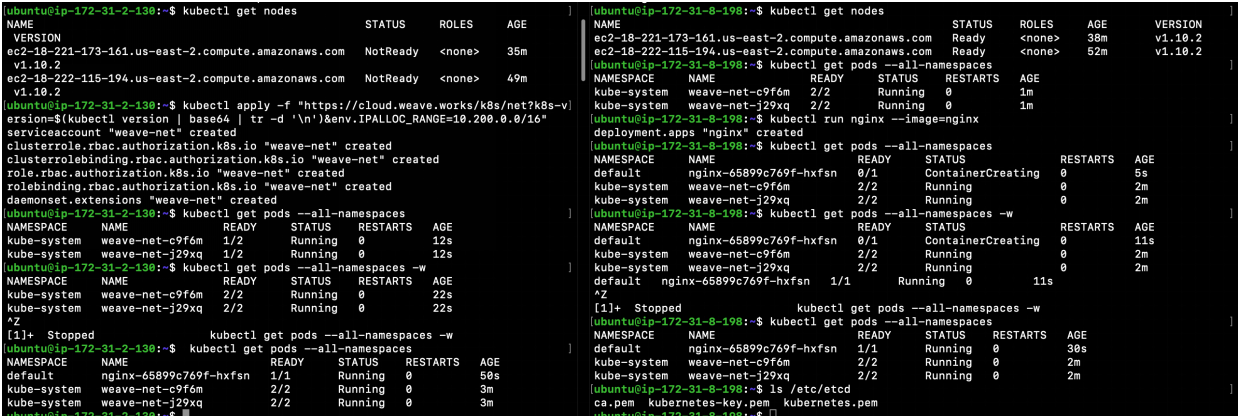 [ubuntu@ip-172-31-2-130:~$ kubectl get nodes ]
NAME STATUS ROLES AGE
VERSION
ec2-18-221-173-161.us-east-2.compute.amazonaws.com NotReady <none> 35m
v1.10.2
ec2-18-222-115-194.us-east-2.compute.amazonaws.com NotReady <none> 49m
v1.10.2
[ubuntu@ip-172-31-2-130:~$ kubectl apply -f "https://cloud.weave.works/k8s/net?k8s-v]
ersion=$(kubectl version | base64 | tr -d '\n')&env.IPALLOC_RANGE=10.200.0.0/16"
serviceaccount "weave-net" created
clusterrole.rbac.authorization.k8s.io "weave-net" created
clusterrolebinding.rbac.authorization.k8s.io "weave-net" created
role.rbac.authorization.k8s.io "weave-net" created
rolebinding.rbac.authorization.k8s.io "weave-net" created
daemonset.extensions "weave-net" created
[ubuntu@ip-172-31-2-130:~$ kubectl get pods --all-namespaces ]
NAMESPACE NAME READY STATUS RESTARTS AGE
kube-system weave-net-c9f6m 1/2 Running 0 12s
kube-system weave-net-j29xq 1/2 Running 0 12s
[ubuntu@ip-172-31-2-130:~$ kubectl get pods --all-namespaces -w ]
NAMESPACE NAME READY STATUS RESTARTS AGE
kube-system weave-net-c9f6m 2/2 Running 0 22s
kube-system weave-net-j29xq 2/2 Running 0 22s
^Z
[1]+ Stopped kubectl get pods --all-namespaces -w
[ubuntu@ip-172-31-2-130:~$ kubectl get pods --all-namespaces ]
NAMESPACE NAME READY STATUS RESTARTS AGE
default nginx-65899c769f-hxfsn 1/1 Running 0 50s
kube-system weave-net-c9f6m 2/2 Running 0 3m
kube-system weave-net-j29xq 2/2 Running 0 3m
ubuntu@ip-172-31-2-130:~$
[ubuntu@ip-172-31-8-198:~$ kubectl get nodes ]
NAME STATUS ROLES AGE VERSION
ec2-18-221-173-161.us-east-2.compute.amazonaws.com Ready <none> 38m v1.10.2
ec2-18-222-115-194.us-east-2.compute.amazonaws.com Ready <none> 52m v1.10.2
[ubuntu@ip-172-31-8-198:~$ kubectl get pods --all-namespaces ]
NAMESPACE NAME READY STATUS RESTARTS AGE
kube-system weave-net-c9f6m 2/2 Running 0 1m
kube-system weave-net-j29xq 2/2 Running 0 1m
[ubuntu@ip-172-31-8-198:~$ kubectl run nginx --image=nginx ]
deployment.apps "nginx" created
[ubuntu@ip-172-31-8-198:~$ kubectl get pods --all-namespaces ]
NAMESPACE NAME READY STATUS RESTARTS AGE
default nginx-65899c769f-hxfsn 0/1 ContainerCreating 0 5s
kube-system weave-net-c9f6m 2/2 Running 0 2m
kube-system weave-net-j29xq 2/2 Running 0 2m
[ubuntu@ip-172-31-8-198:~$ kubectl get pods --all-namespaces -w ]
NAMESPACE NAME READY STATUS RESTARTS AGE
default nginx-65899c769f-hxfsn 0/1 ContainerCreating 0 11s
kube-system weave-net-c9f6m 2/2 Running 0 2m
kube-system weave-net-j29xq 2/2 Running 0 2m
default nginx-65899c769f-hxfsn 1/1 Running 0 11s
^Z
[1]+ Stopped kubectl get pods --all-namespaces -w
[ubuntu@ip-172-31-8-198:~$ kubectl get pods --all-namespaces ]
NAMESPACE NAME READY STATUS RESTARTS AGE
default nginx-65899c769f-hxfsn 1/1 Running 0 30s
kube-system weave-net-c9f6m 2/2 Running 0 2m
kube-system weave-net-j29xq 2/2 Running 0 2m
[ubuntu@ip-172-31-8-198:~$ ls /etc/etcd ]
ca.pem kubernetes-key.pem kubernetes.pem
ubuntu@ip-172-31-8-198:~$